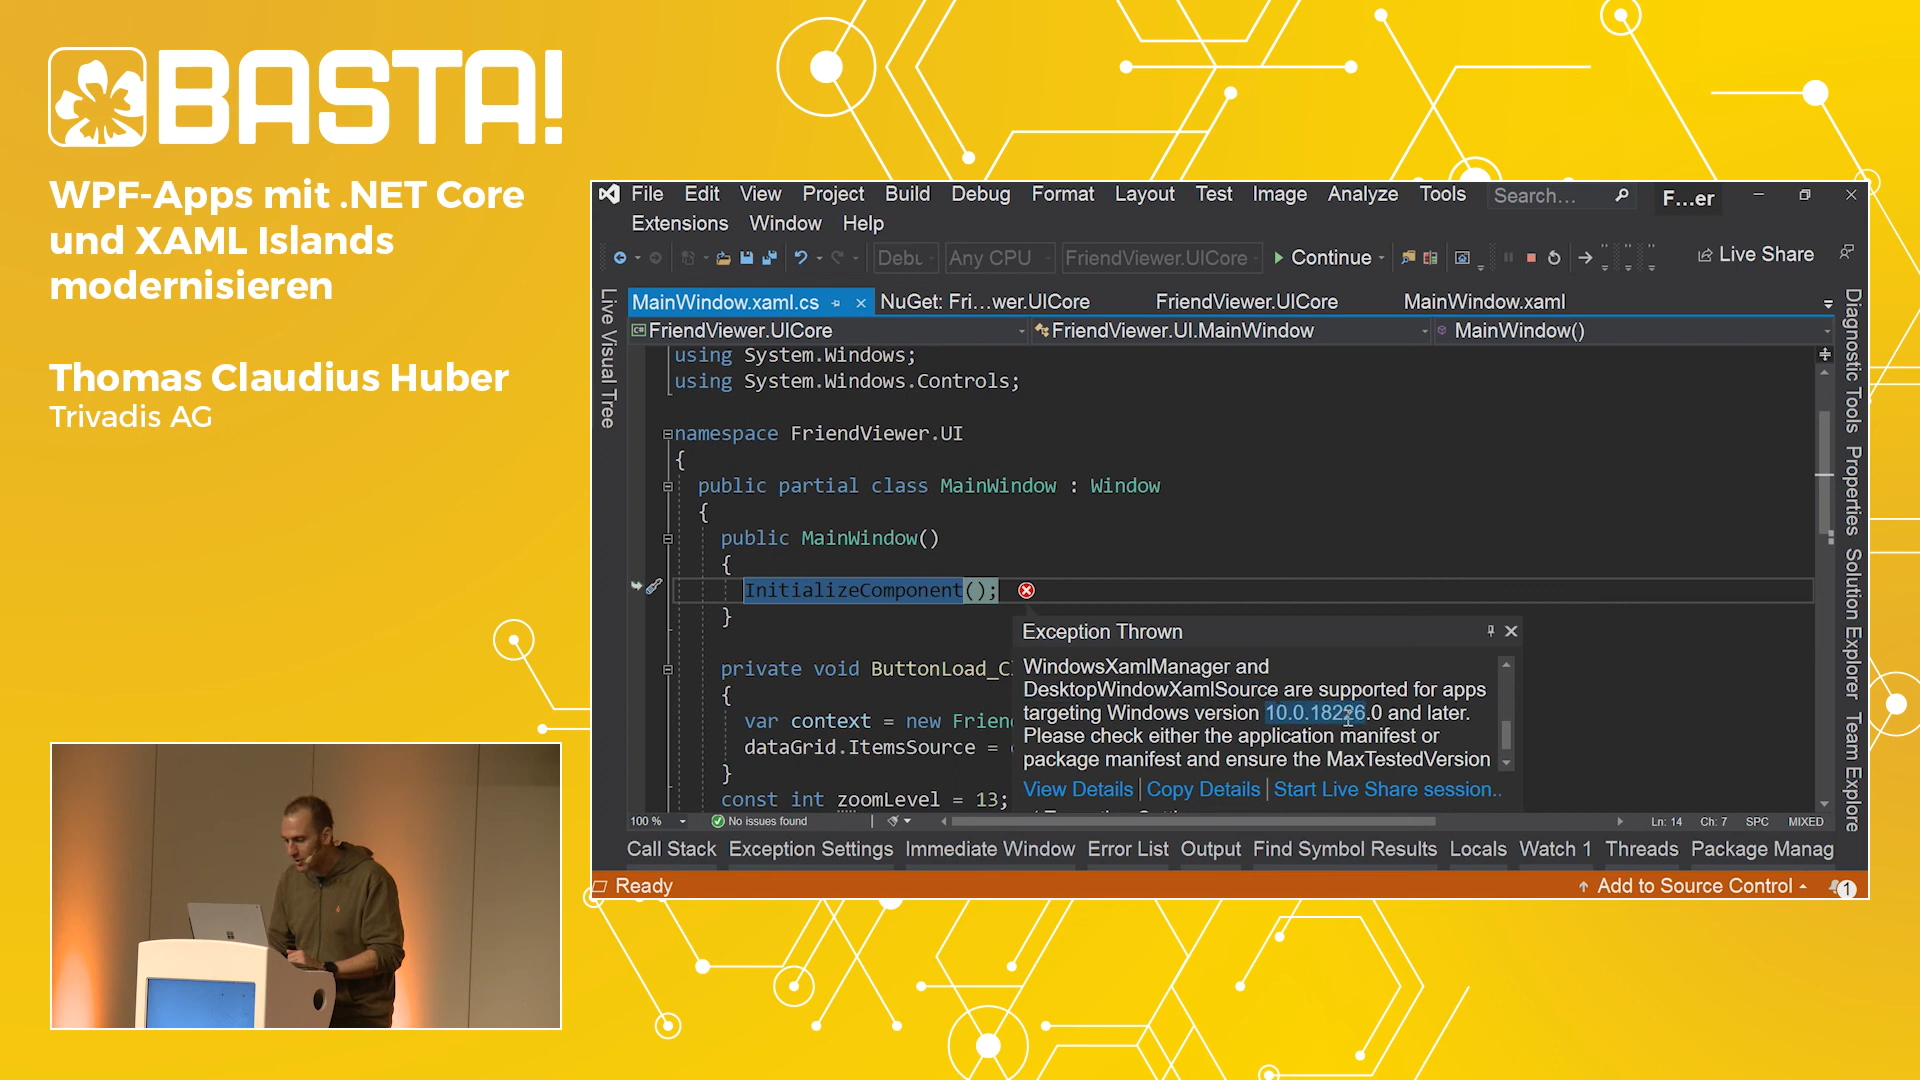 BASTA!
WPF-Apps mit .NET Core
und XAML Islands
modernisieren
Thomas Claudius Huber
Trivadis AG
File Edit View Project Build Debug Format Layout Test Image Analyze Tools Search... F...er
Extensions Window Help
Any CPU FriendViewer.UICore Continue Live Share
MainWindow.xaml.cs NuGet: Fri...wer.UICore FriendViewer.UICore MainWindow.xaml
FriendViewer.UICore FriendViewer.UI.MainWindow MainWindow()
Live Visual Tree
using System.Windows;
using System.Windows.Controls;
namespace FriendViewer.UI
{
public partial class MainWindow : Window
{
public MainWindow()
{
InitializeComponent();
}
private void ButtonLoad_C
{
var context = new Frien
dataGrid.ItemsSource =
}
const int zoomLevel = 13;
Exception Thrown
WindowsXamlManager and
DesktopWindowXamlSource are supported for apps
targeting Windows version 10.0.18226.0 and later.
Please check either the application manifest or
package manifest and ensure the MaxTestedVersion
View Details | Copy Details | Start Live Share session...
Diagnostic Tools
Properties
Solution Explorer
Team Explore
100 % No issues found Ln: 14 Ch: 7 SPC MIXED
Call Stack Exception Settings Immediate Window Error List Output Find Symbol Results Locals Watch 1 Threads Package Manag
Ready Add to Source Control 1